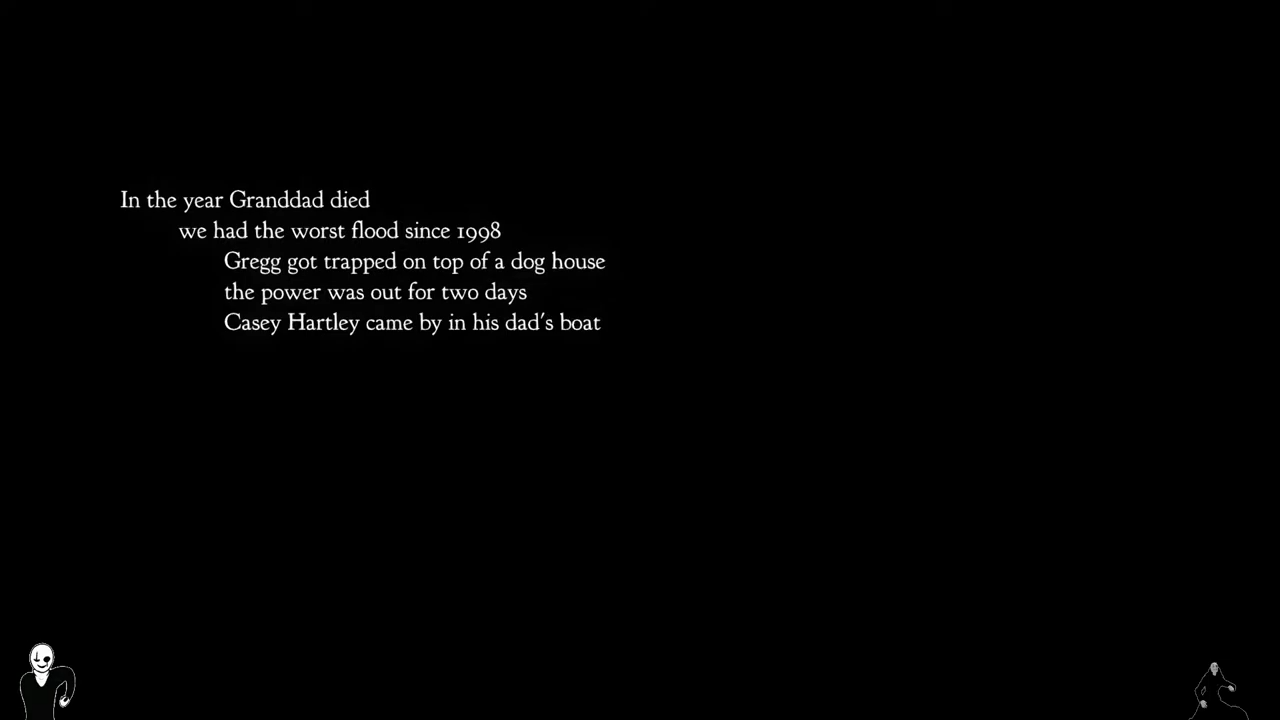 In the year Granddad died
we had the worst flood since 1998
Gregg got trapped on top of a dog house
the power was out for two days
Casey Hartley came by in his dad's boat